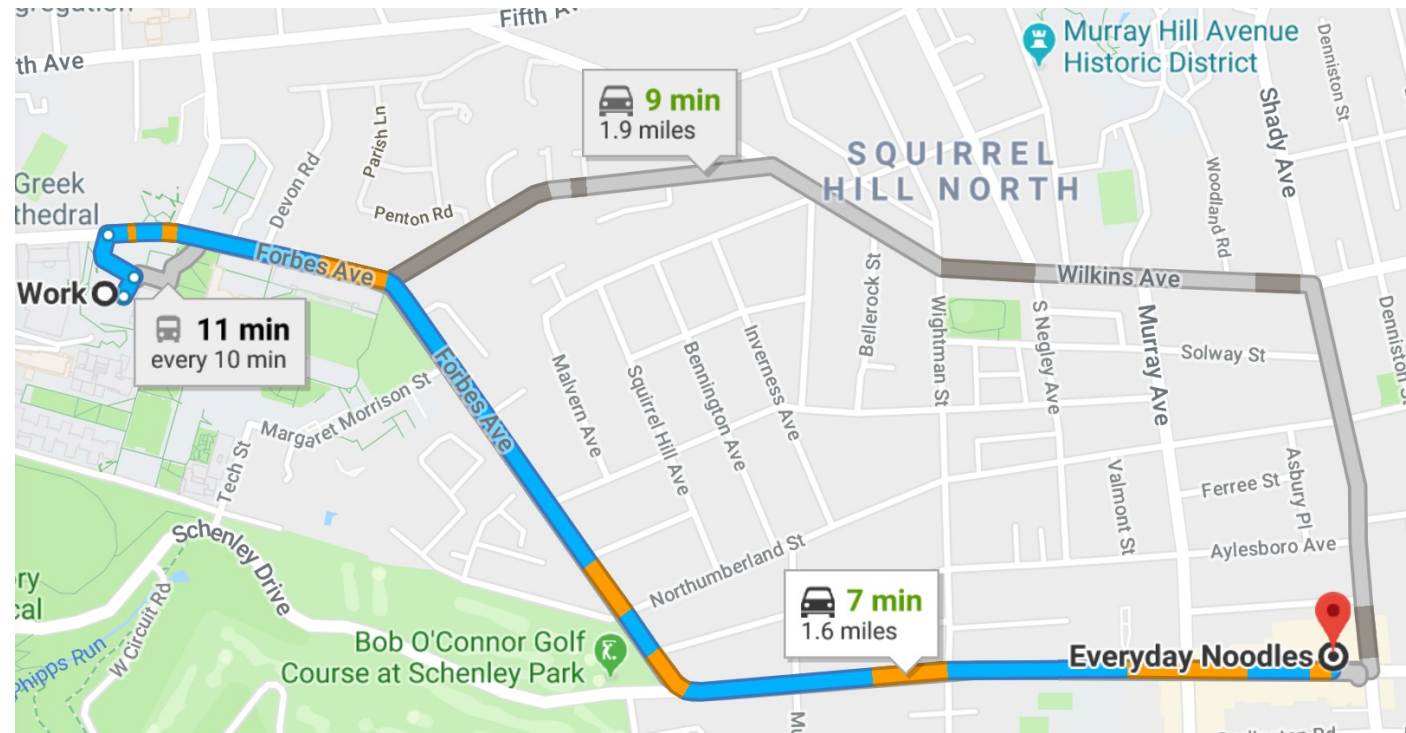 Fifth Av
th Ave
Murray Hill Avenue
Historic District
Denniston St
Shady Ave
9 min
1.9 miles
Parish Ln
SQUIRREL
HILL NORTH
Woodland Rd
Greek
thedral
Devon Rd
Penton Rd
Forbes Ave
Bellerock St
Wilkins Ave
Work
11 min
every 10 min
Wightman St
S Negley Ave
Murray Ave
Denniston St
Solway St
Inverness Ave
Bennington Ave
Squirrel Hill Ave
Malvern Ave
Forbes Ave
Margaret Morrison St
Tech St
Valmont St
Ferree St
Asbury Pl
Aylesboro Ave
Schenley Drive
Northumberland St
ry
cal
W Circuit Rd
Phipps Run
7 min
1.6 miles
Bob O'Connor Golf
Course at Schenley Park
Everyday Noodles